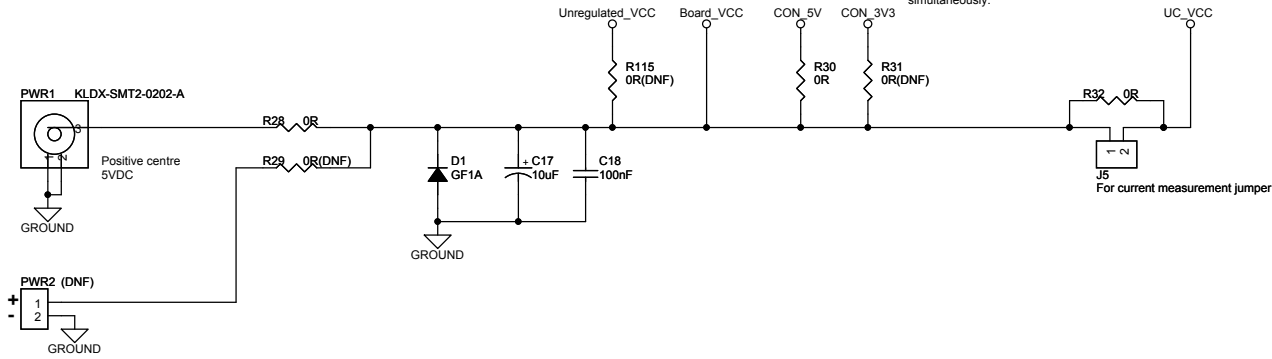 simultaneously.
Unregulated_VCC
Board_VCC
CON_5V
CON_3V3
UC_VCC
R115
0R(DNF)
R30
0R
R31
0R(DNF)
R32 0R
PWR1 KLDX-SMT2-0202-A
3
1 2
Positive centre
5VDC
GROUND
R28 0R
R29 0R(DNF)
D1
GF1A
+ C17
10uF
C18
100nF
GROUND
1 2
J5
For current measurement jumper
PWR2 (DNF)
+ 1
- 2
GROUND